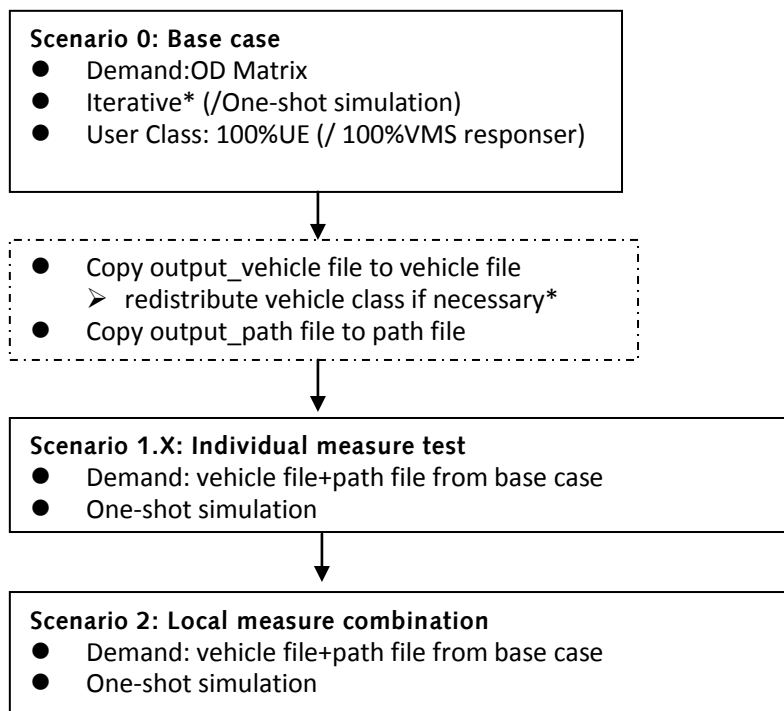 Scenario 0: Base case
● Demand:OD Matrix
● Iterative* (/One-shot simulation)
● User Class: 100%UE (/ 100%VMS responser)
● Copy output_vehicle file to vehicle file
➢ redistribute vehicle class if necessary*
● Copy output_path file to path file
Scenario 1.X: Individual measure test
● Demand: vehicle file+path file from base case
● One-shot simulation
Scenario 2: Local measure combination
● Demand: vehicle file+path file from base case
● One-shot simulation